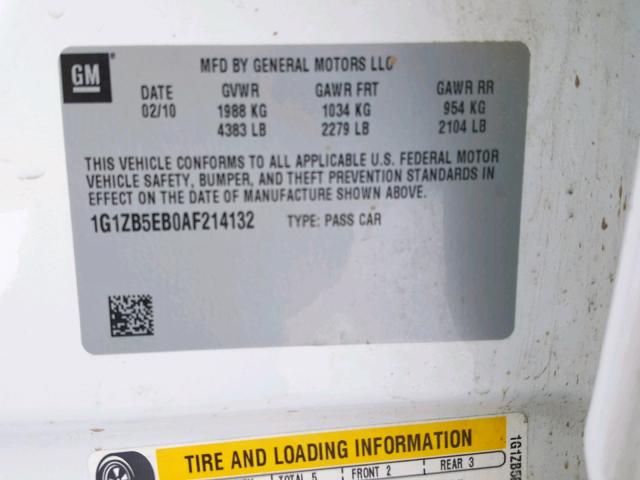 GM
MFD BY GENERAL MOTORS LLC
DATE GVWR GAWR FRT GAWR RR
02/10 1988 KG 1034 KG 954 KG
4383 LB 2279 LB 2104 LB
THIS VEHICLE CONFORMS TO ALL APPLICABLE U.S. FEDERAL MOTOR
VEHICLE SAFETY, BUMPER, AND THEFT PREVENTION STANDARDS IN
EFFECT ON THE DATE OF MANUFACTURE SHOWN ABOVE.
1G1ZB5EB0AF214132 TYPE: PASS CAR
TIRE AND LOADING INFORMATION
TOTAL 5 FRONT 2 REAR 3
1G1ZB5